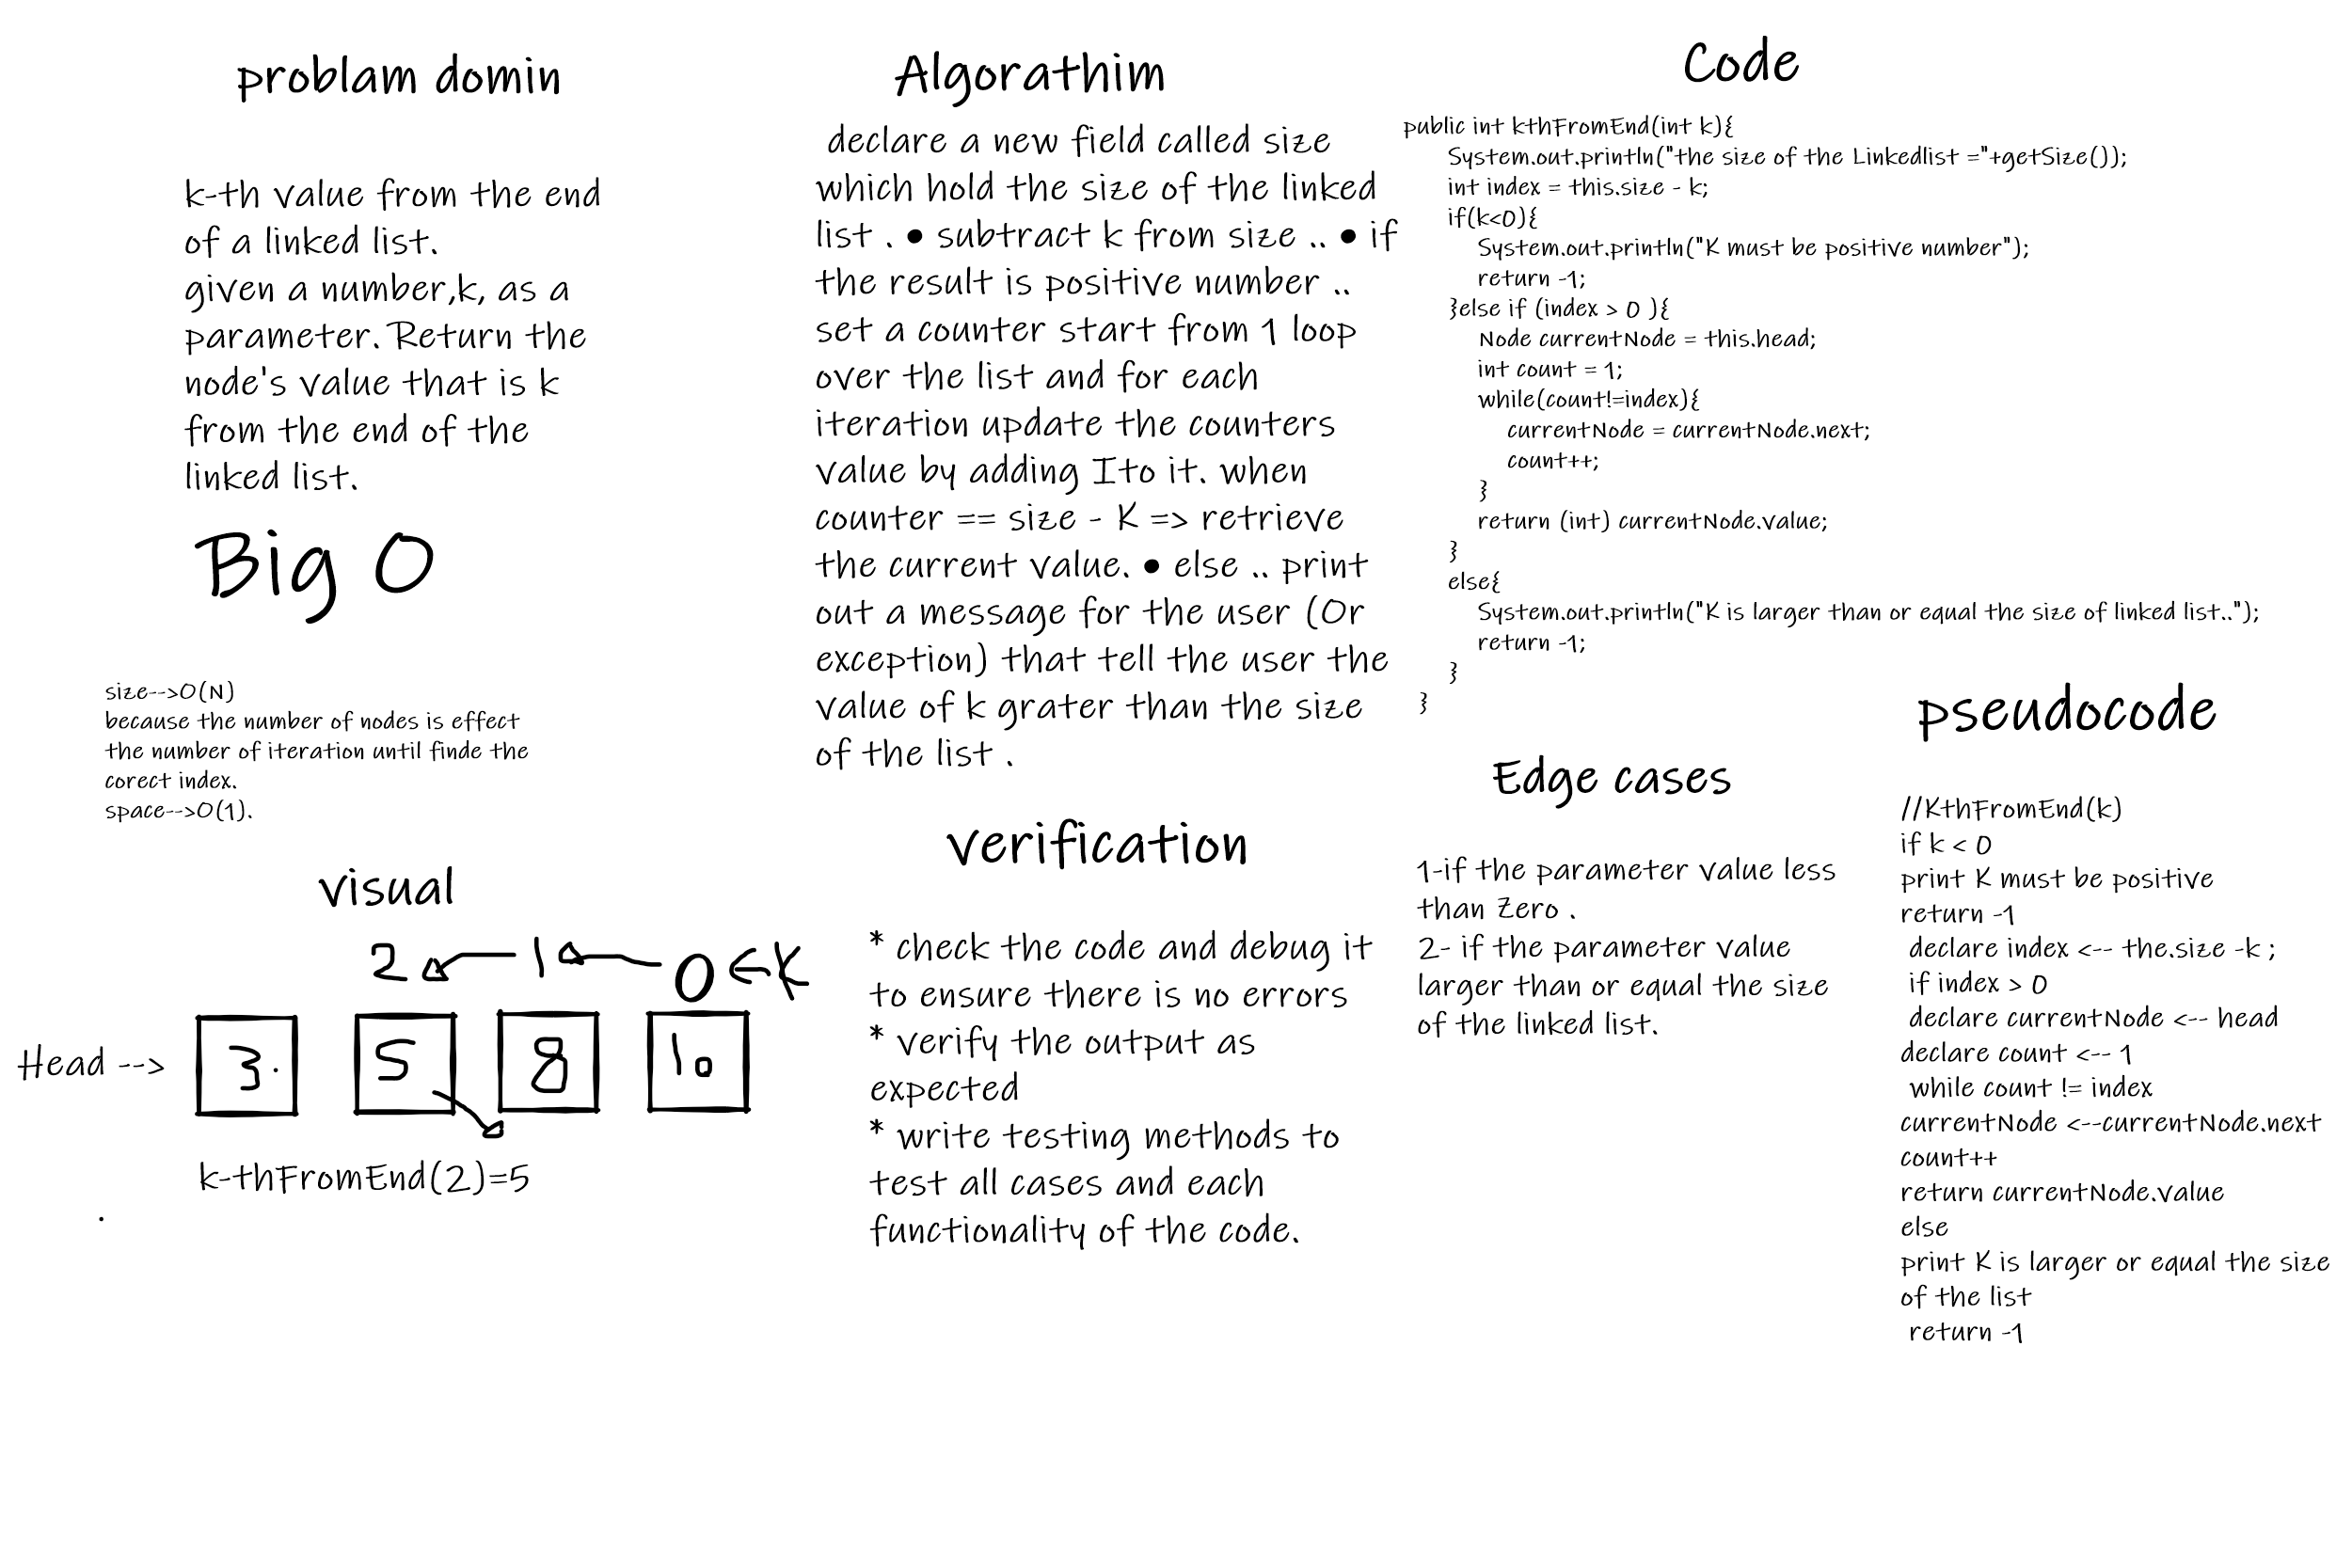 problam domin
k-th value from the end
of a linked list.
given a number,k, as a
parameter. Return the
node's value that is k
from the end of the
linked list.
Big O
size-->O(N)
because the number of nodes is effect
the number of iteration until finde the
corect index.
space-->O(1).
visual
2 1 0 <- K
Head -->
3. 5 8 10
k-thFromEnd(2)=5
.
Algorathim
declare a new field called size
which hold the size of the linked
list . • subtract k from size .. • if
the result is positive number ..
set a counter start from 1 loop
over the list and for each
iteration update the counters
value by adding Ito it. when
counter == size - K => retrieve
the current value. • else .. print
out a message for the user (Or
exception) that tell the user the
value of k grater than the size
of the list .
verification
* check the code and debug it
to ensure there is no errors
* verify the output as
expected
* write testing methods to
test all cases and each
functionality of the code.
Code
public int kthFromEnd(int k){
System.out.println("the size of the Linkedlist ="+getSize());
int index = this.size - k;
if(k<0){
System.out.println("K must be positive number");
return -1;
}else if (index > 0 ){
Node currentNode = this.head;
int count = 1;
while(count!=index){
currentNode = currentNode.next;
count++;
}
return (int) currentNode.value;
}
else{
System.out.println("K is larger than or equal the size of linked list..");
return -1;
}
}
Edge cases
1-if the parameter value less
than Zero .
2- if the parameter value
larger than or equal the size
of the linked list.
pseudocode
//KthFromEnd(k)
if k < 0
print K must be positive
return -1
declare index <-- the.size -k ;
if index > 0
declare currentNode <-- head
declare count <-- 1
while count != index
currentNode <--currentNode.next
count++
return currentNode.value
else
print K is larger or equal the size
of the list
return -1